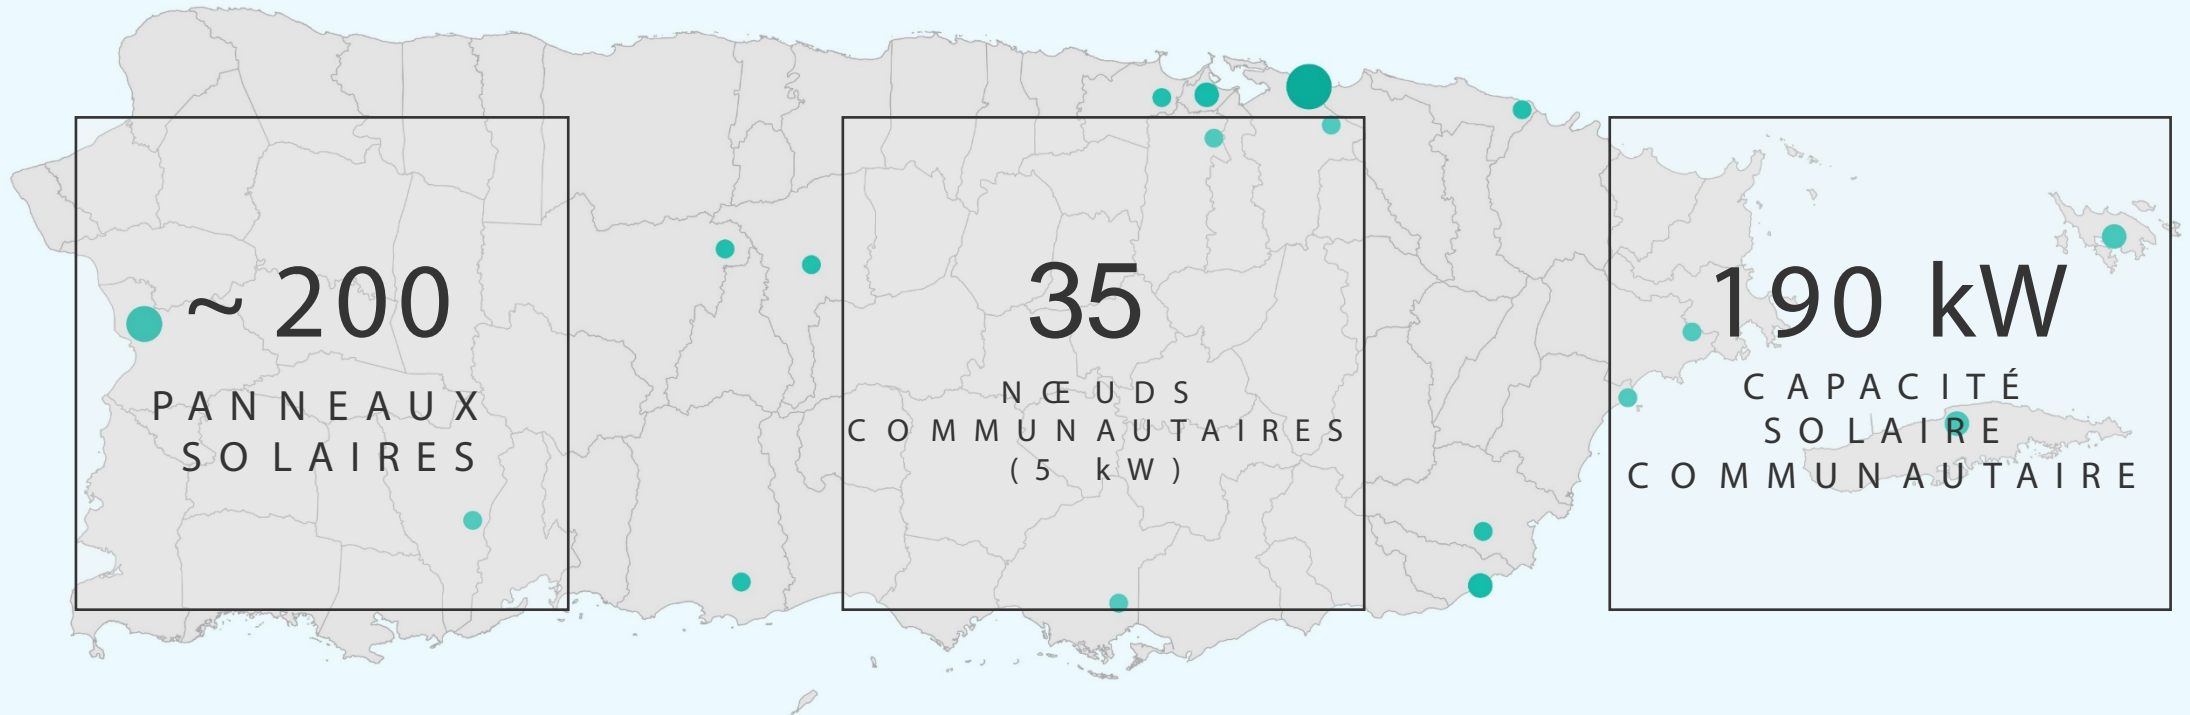 ~ 200
PANNEAUX
SOLAIRES
35
NŒUDS
COMMUNAUTAIRES
(5 kW)
190 kW
CAPACITÉ
SOLAIRE
COMMUNAUTAIRE